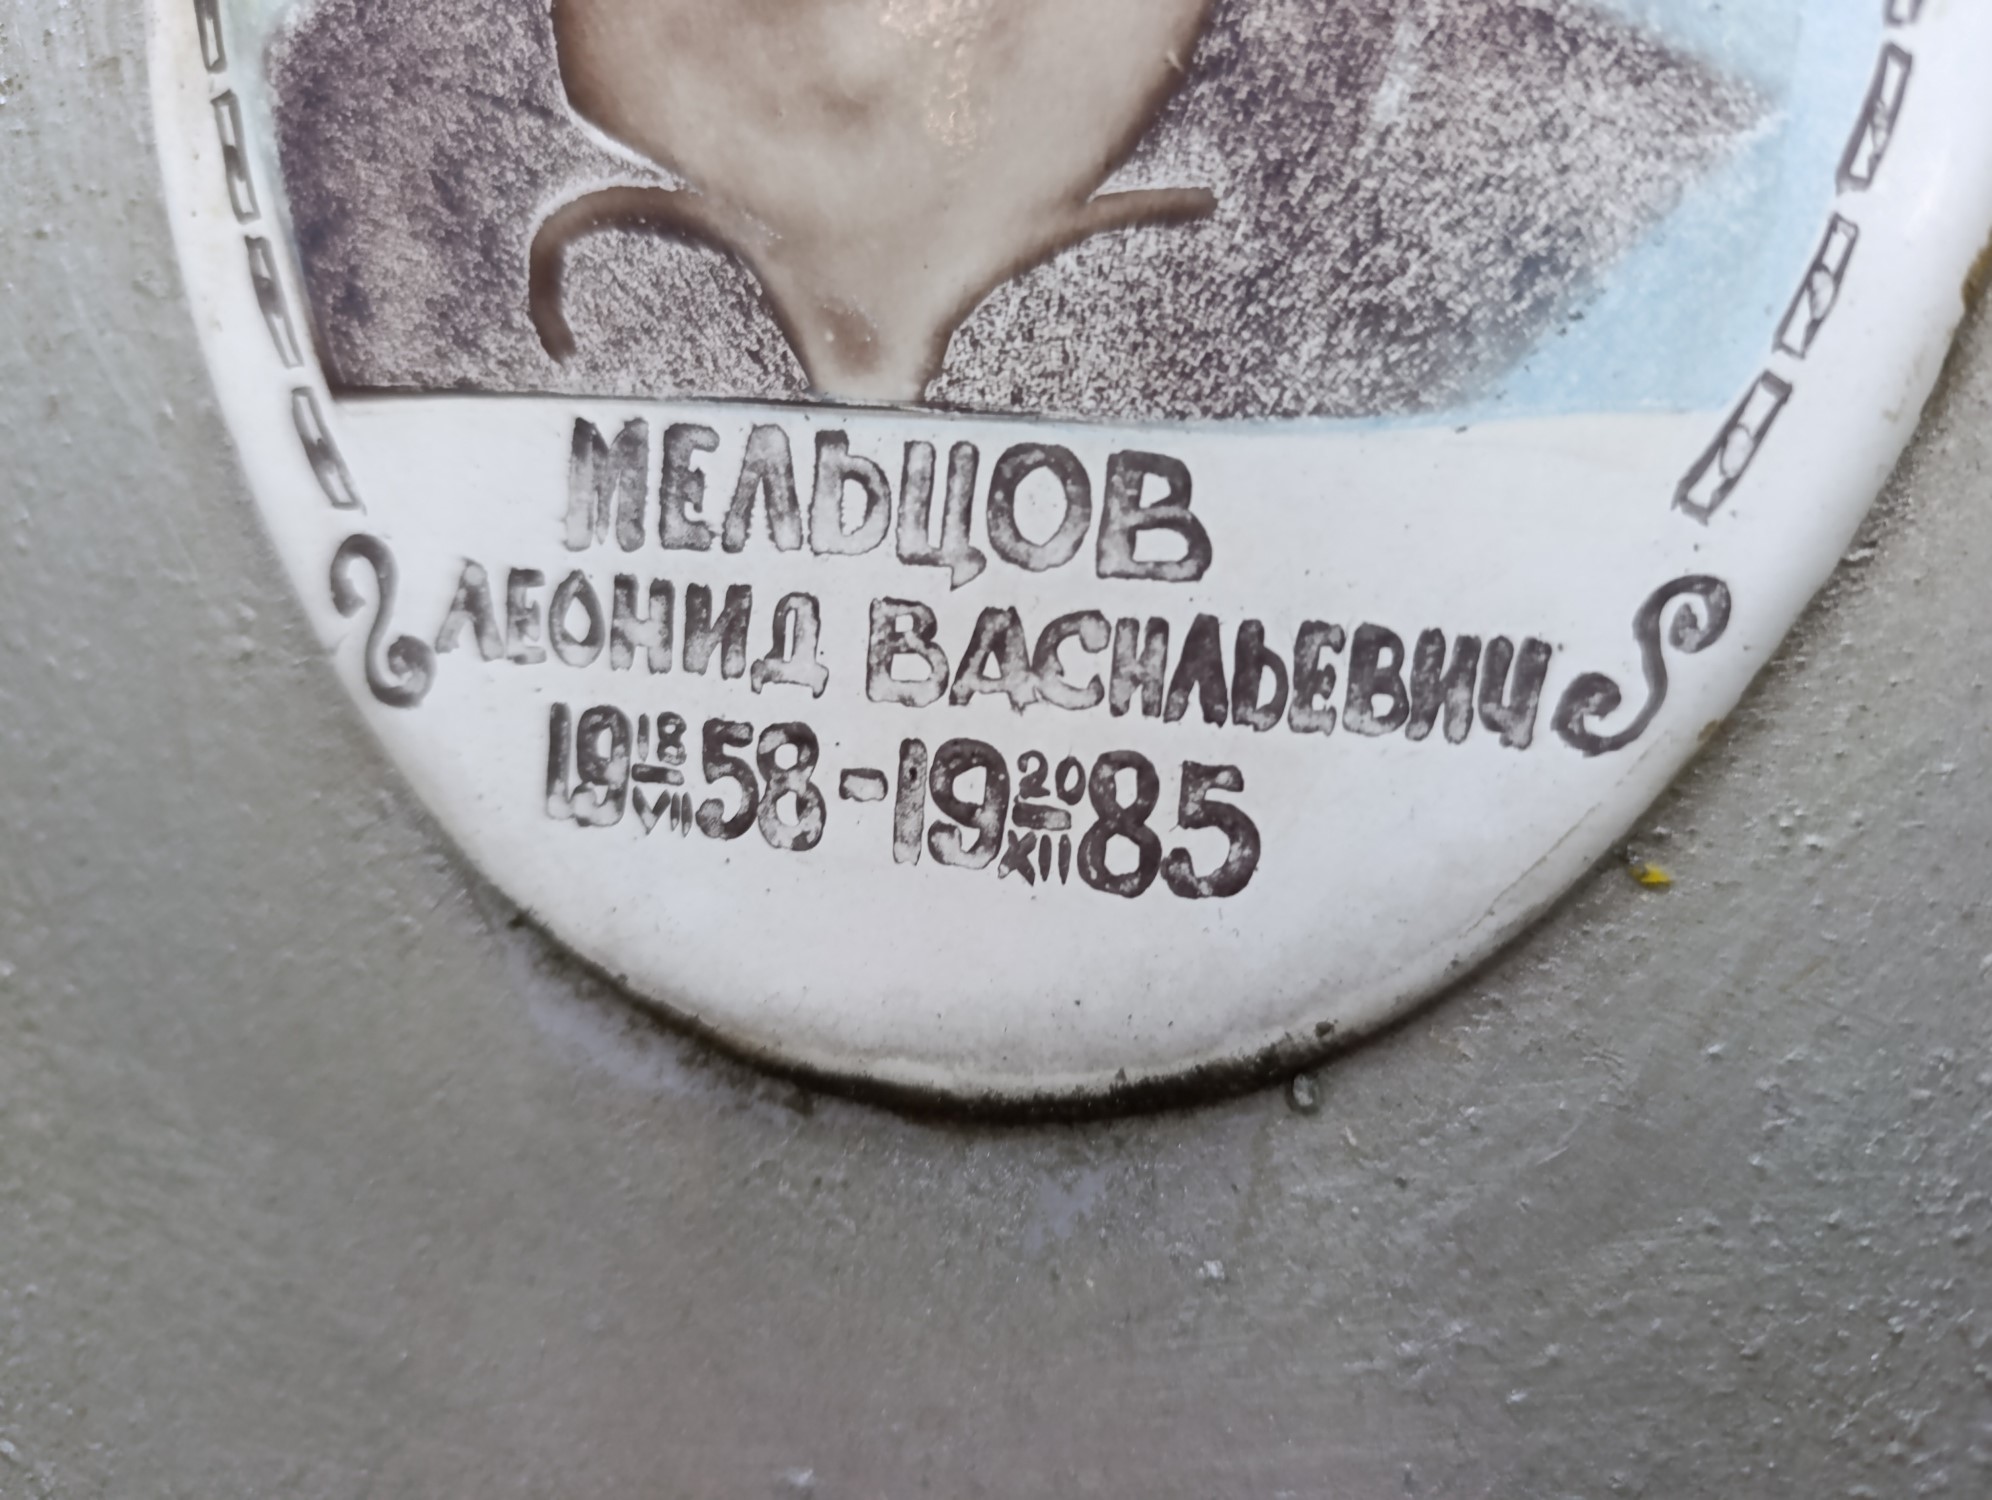 МЕЛЬЦОВ
ЛЕОНИД ВАСИЛЬЕВИЧ
19 18/VII 58 - 19 20/XII 85